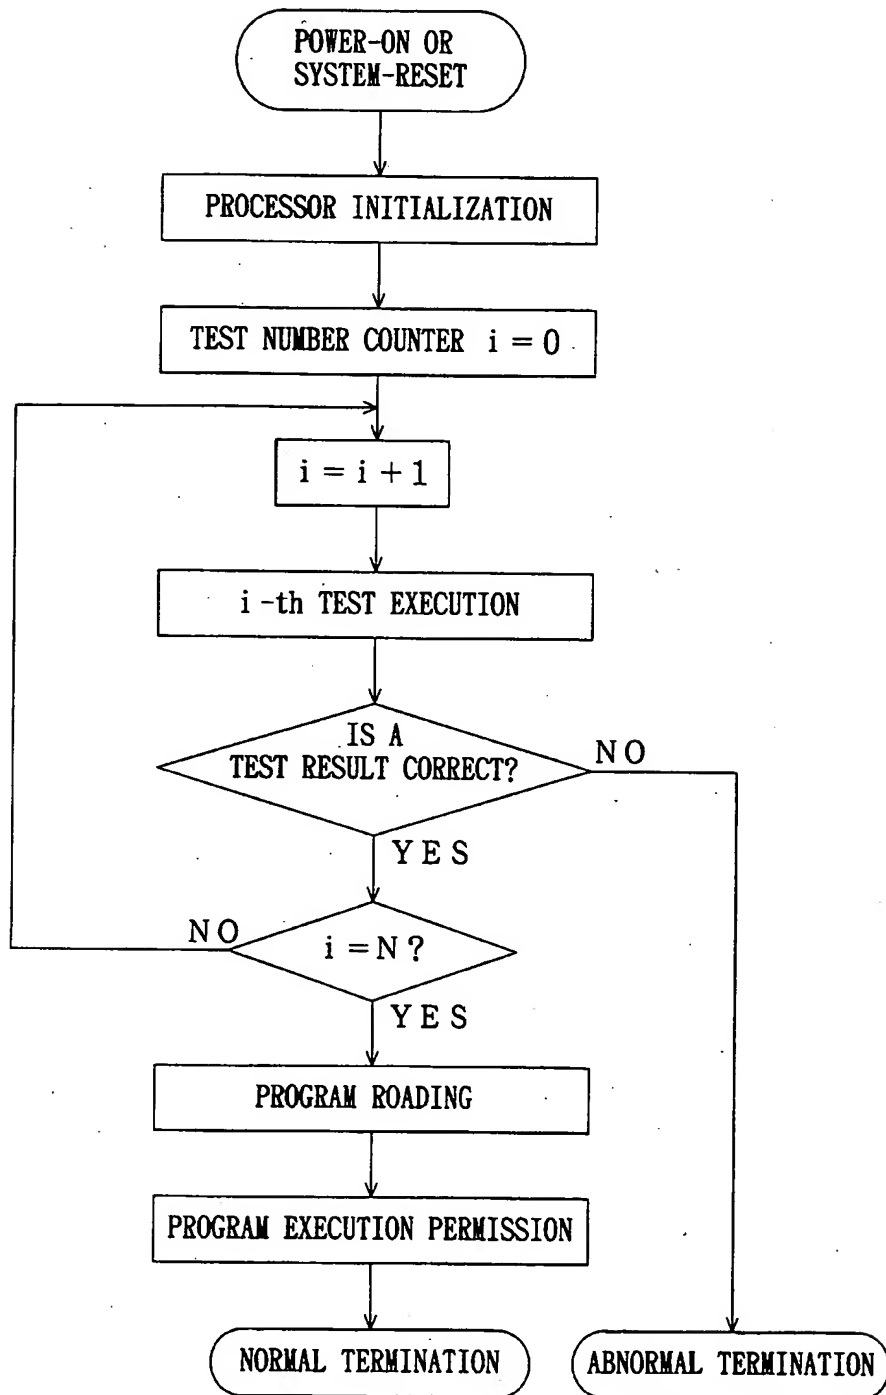 POWER-ON OR
SYSTEM-RESET
PROCESSOR INITIALIZATION
TEST NUMBER COUNTER i = 0
i = i + 1
i -th TEST EXECUTION
IS A
TEST RESULT CORRECT?
NO
YES
NO
i = N ?
YES
PROGRAM ROADING
PROGRAM EXECUTION PERMISSION
NORMAL TERMINATION
ABNORMAL TERMINATION